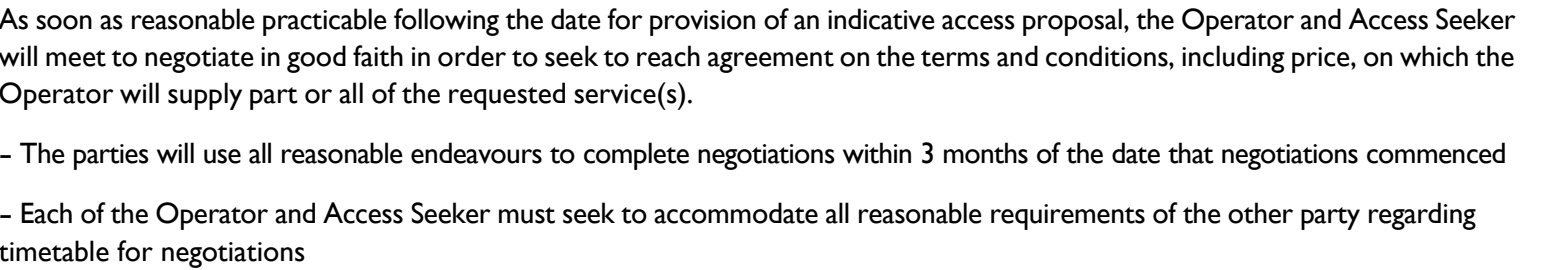 As soon as reasonable practicable following the date for provision of an indicative access proposal, the Operator and Access Seeker
will meet to negotiate in good faith in order to seek to reach agreement on the terms and conditions, including price, on which the
Operator will supply part or all of the requested service(s).
– The parties will use all reasonable endeavours to complete negotiations within 3 months of the date that negotiations commenced
– Each of the Operator and Access Seeker must seek to accommodate all reasonable requirements of the other party regarding
timetable for negotiations